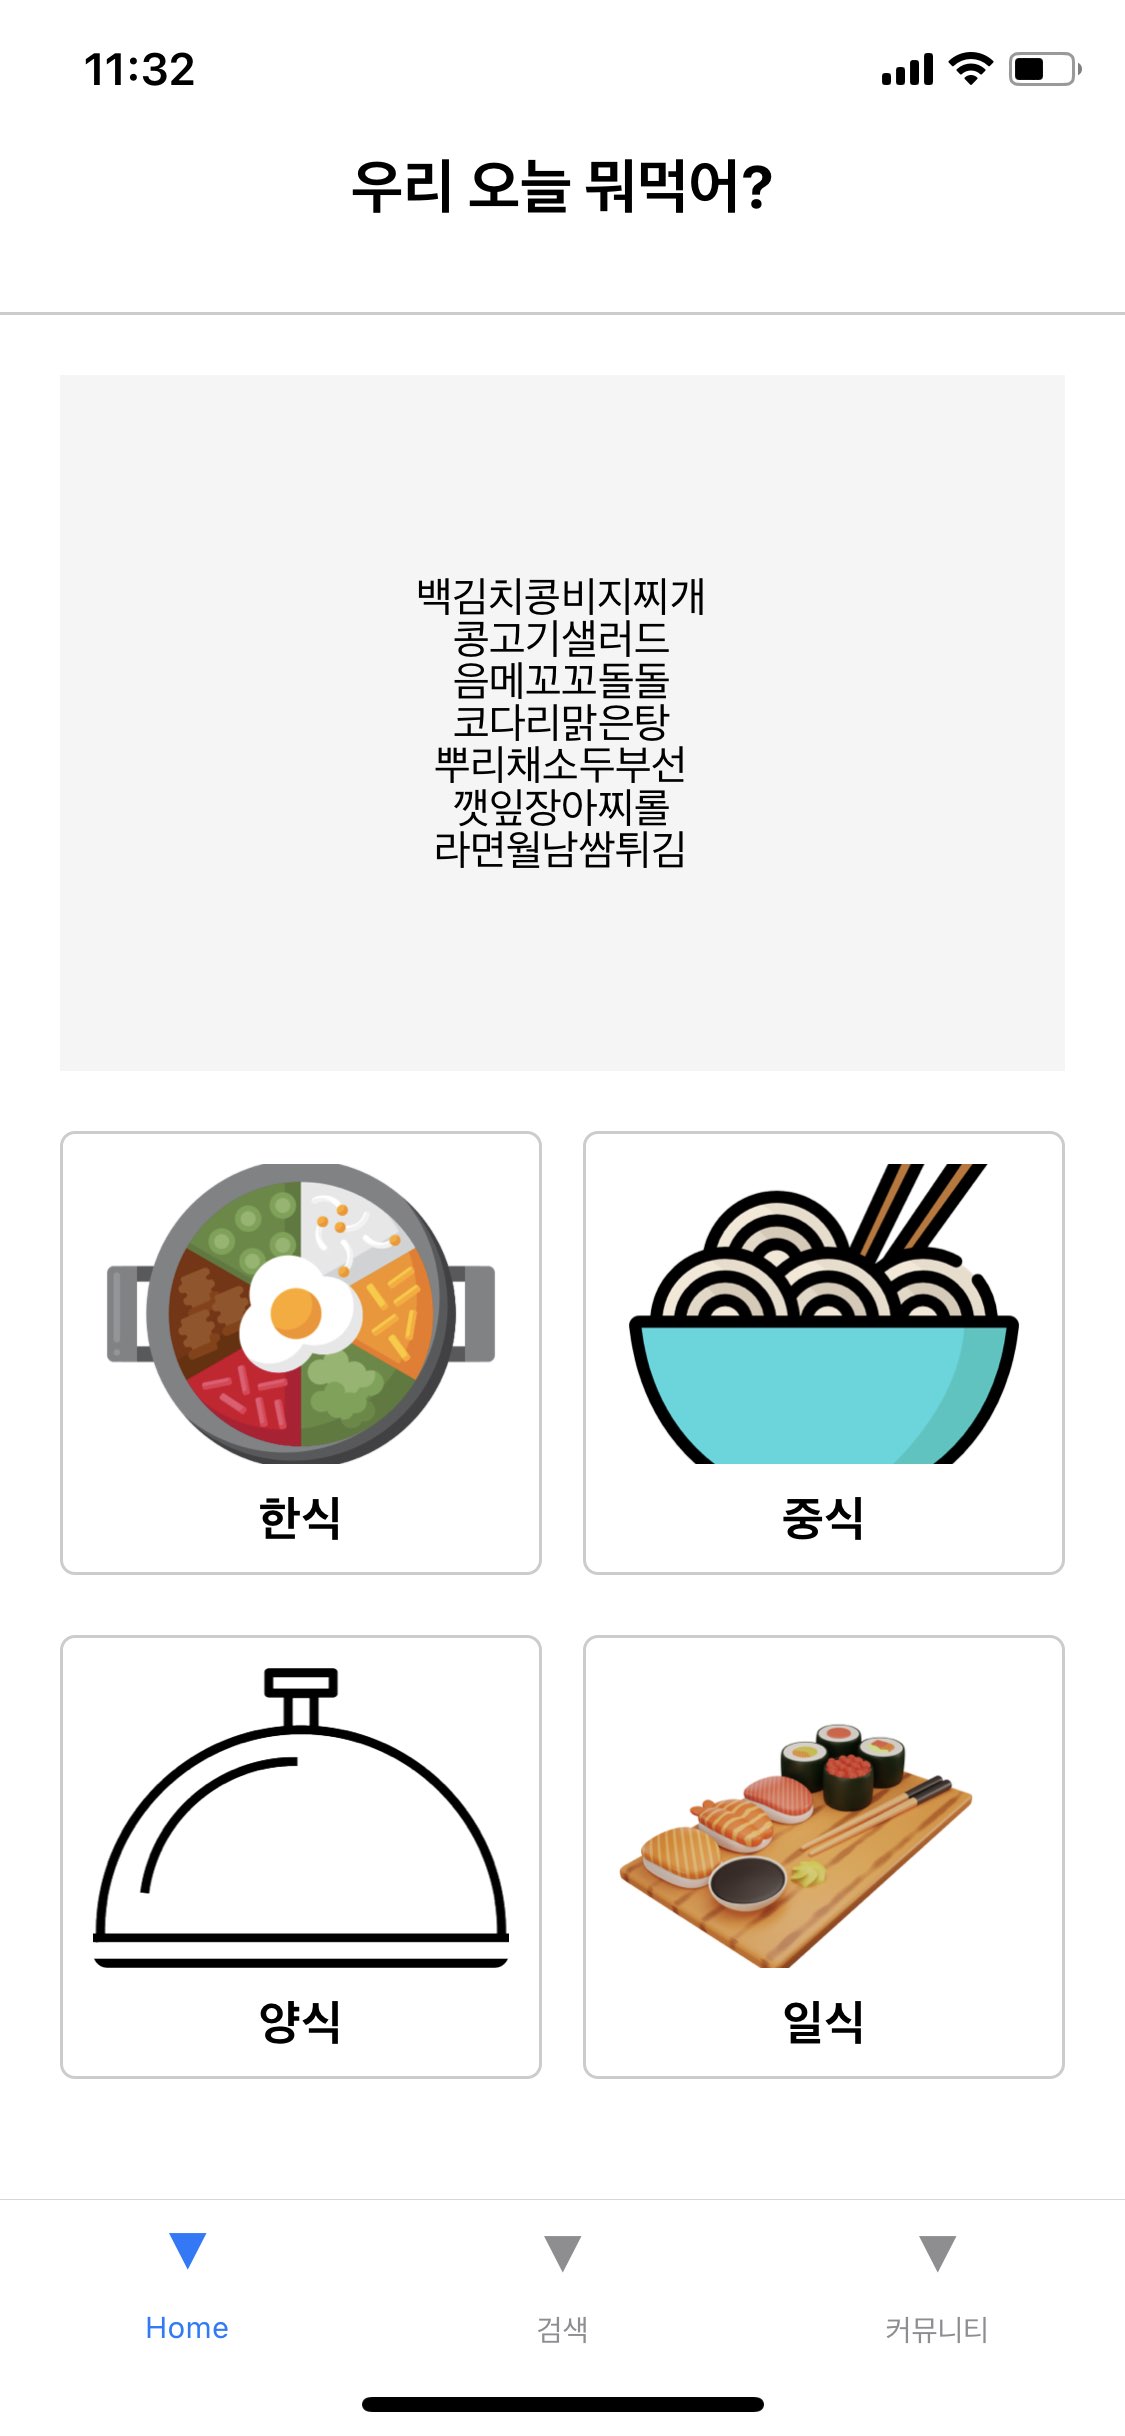 11:32
우리 오늘 뭐먹어?
백김치콩비지찌개
콩고기샐러드
음메꼬꼬돌돌
코다리맑은탕
뿌리채소두부선
깻잎장아찌롤
라면월남쌈튀김
한식
중식
양식
일식
Home
검색
커뮤니티